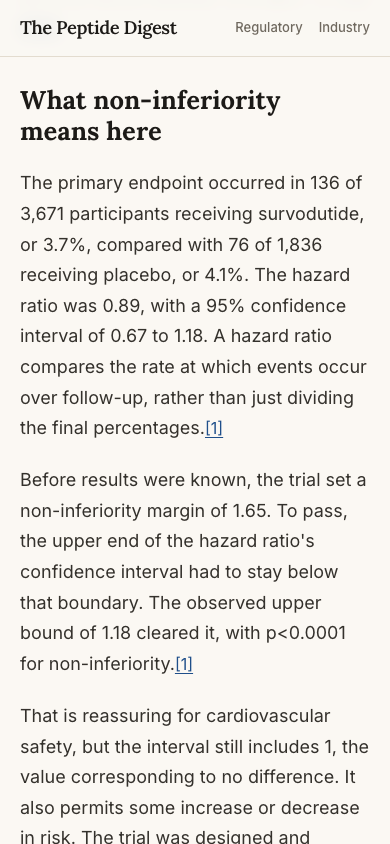 The Peptide Digest
Regulatory Industry
What non-inferiority
means here
The primary endpoint occurred in 136 of
3,671 participants receiving survodutide,
or 3.7%, compared with 76 of 1,836
receiving placebo, or 4.1%. The hazard
ratio was 0.89, with a 95% confidence
interval of 0.67 to 1.18. A hazard ratio
compares the rate at which events occur
over follow-up, rather than just dividing
the final percentages.[1]
Before results were known, the trial set a
non-inferiority margin of 1.65. To pass,
the upper end of the hazard ratio's
confidence interval had to stay below
that boundary. The observed upper
bound of 1.18 cleared it, with p<0.0001
for non-inferiority.[1]
That is reassuring for cardiovascular
safety, but the interval still includes 1, the
value corresponding to no difference. It
also permits some increase or decrease
in risk. The trial was designed and